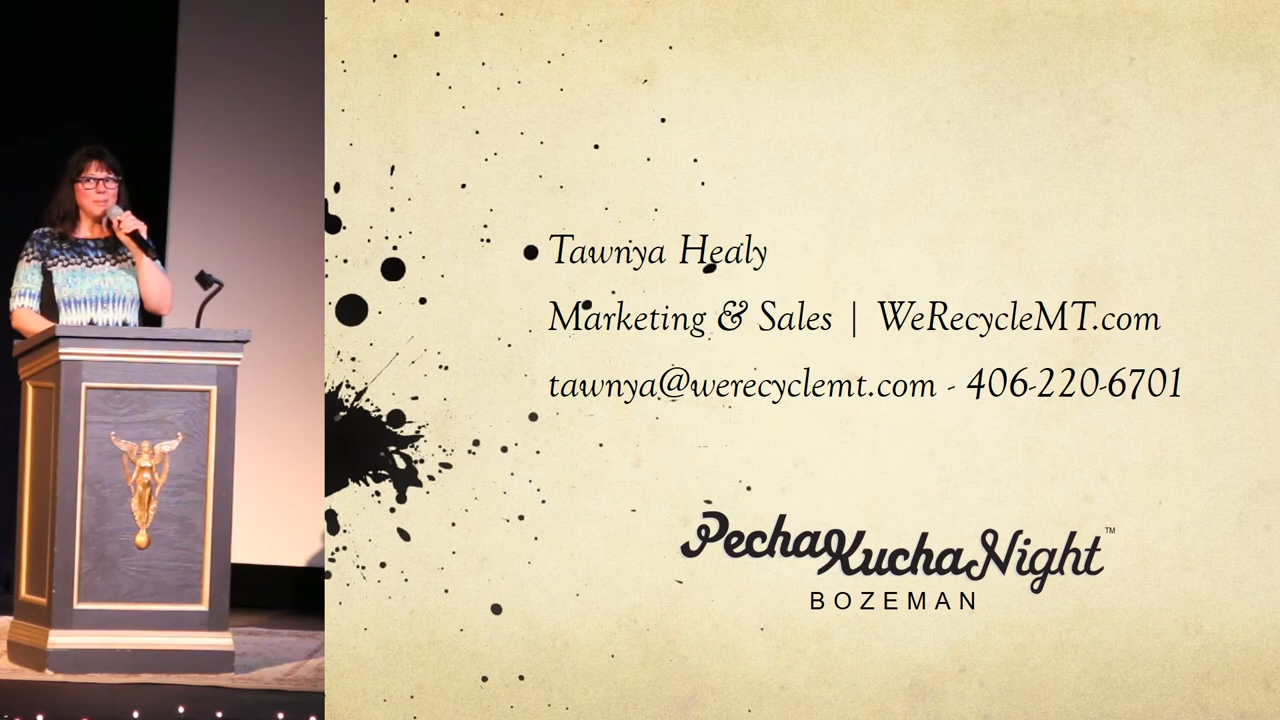 Tawnya Healy
Marketing & Sales | WeRecycleMT.com
tawnya@werecyclemt.com - 406-220-6701
PechaKuchaNight™
BOZEMAN